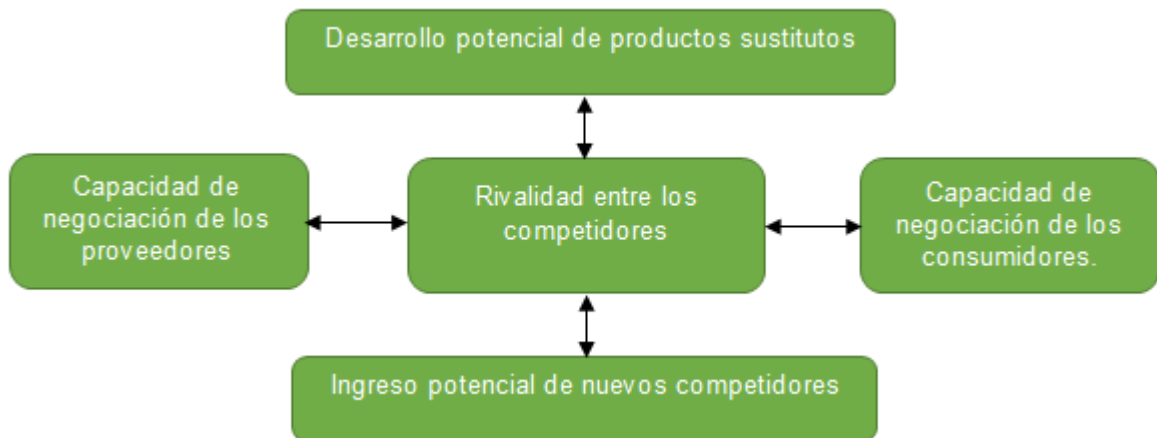 Desarrollo potencial de productos sustitutos
Capacidad de
negociación de los
proveedores
Rivalidad entre los
competidores
Capacidad de
negociación de los
consumidores.
Ingreso potencial de nuevos competidores